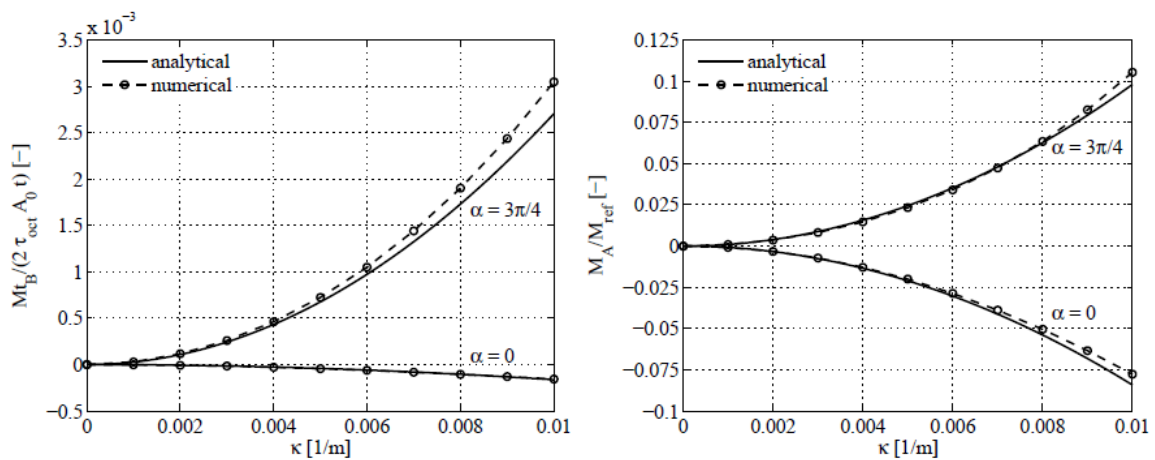 x 10⁻³
3.5
3
2.5
2
1.5
1
0.5
0
−0.5
Mt_B/(2 τ_oct A_0 t) [−]
analytical
numerical
α = 3π/4
α = 0
0 0.002 0.004 0.006 0.008 0.01
κ [1/m]
0.125
0.1
0.075
0.05
0.025
0
−0.025
−0.05
−0.075
−0.1
M_A/M_ref [−]
analytical
numerical
α = 3π/4
α = 0
0 0.002 0.004 0.006 0.008 0.01
κ [1/m]